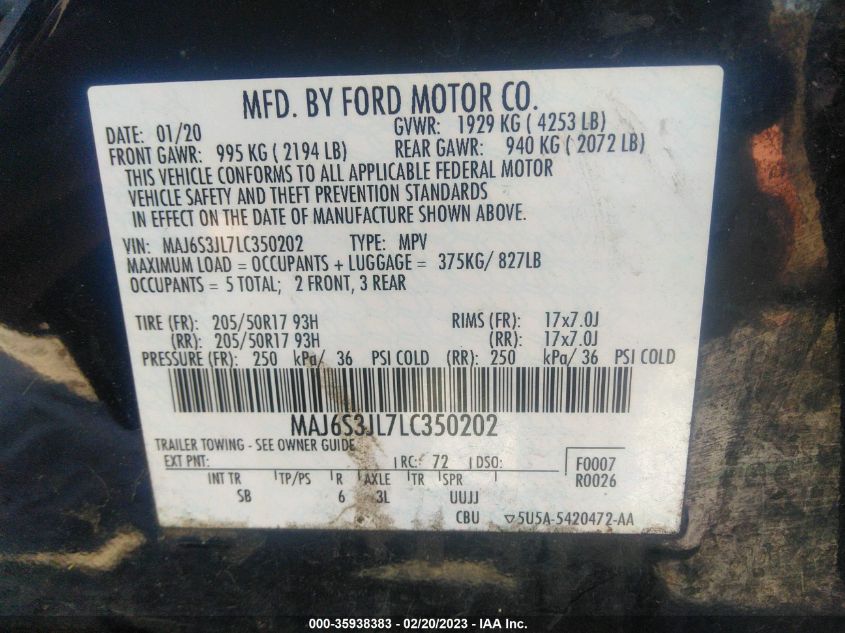 MFD. BY FORD MOTOR CO.
DATE: 01/20 GVWR: 1929 KG ( 4253 LB)
FRONT GAWR: 995 KG ( 2194 LB) REAR GAWR: 940 KG ( 2072 LB)
THIS VEHICLE CONFORMS TO ALL APPLICABLE FEDERAL MOTOR
VEHICLE SAFETY AND THEFT PREVENTION STANDARDS
IN EFFECT ON THE DATE OF MANUFACTURE SHOWN ABOVE.
VIN: MAJ6S3JL7LC350202 TYPE: MPV
MAXIMUM LOAD = OCCUPANTS + LUGGAGE = 375KG/ 827LB
OCCUPANTS = 5 TOTAL; 2 FRONT, 3 REAR
TIRE (FR): 205/50R17 93H RIMS (FR): 17x7.0J
(RR): 205/50R17 93H (RR): 17x7.0J
PRESSURE (FR): 250 kPa/ 36 PSI COLD (RR): 250 kPa/ 36 PSI COLD
MAJ6S3JL7LC350202
TRAILER TOWING - SEE OWNER GUIDE
EXT PNT: RC: 72 DSO: F0007
R0026
INT TR TP/PS R AXLE TR SPR
SB 6 3L UUJJ
CBU ▽5U5A-5420472-AA
000-35938383 - 02/20/2023 - IAA Inc.